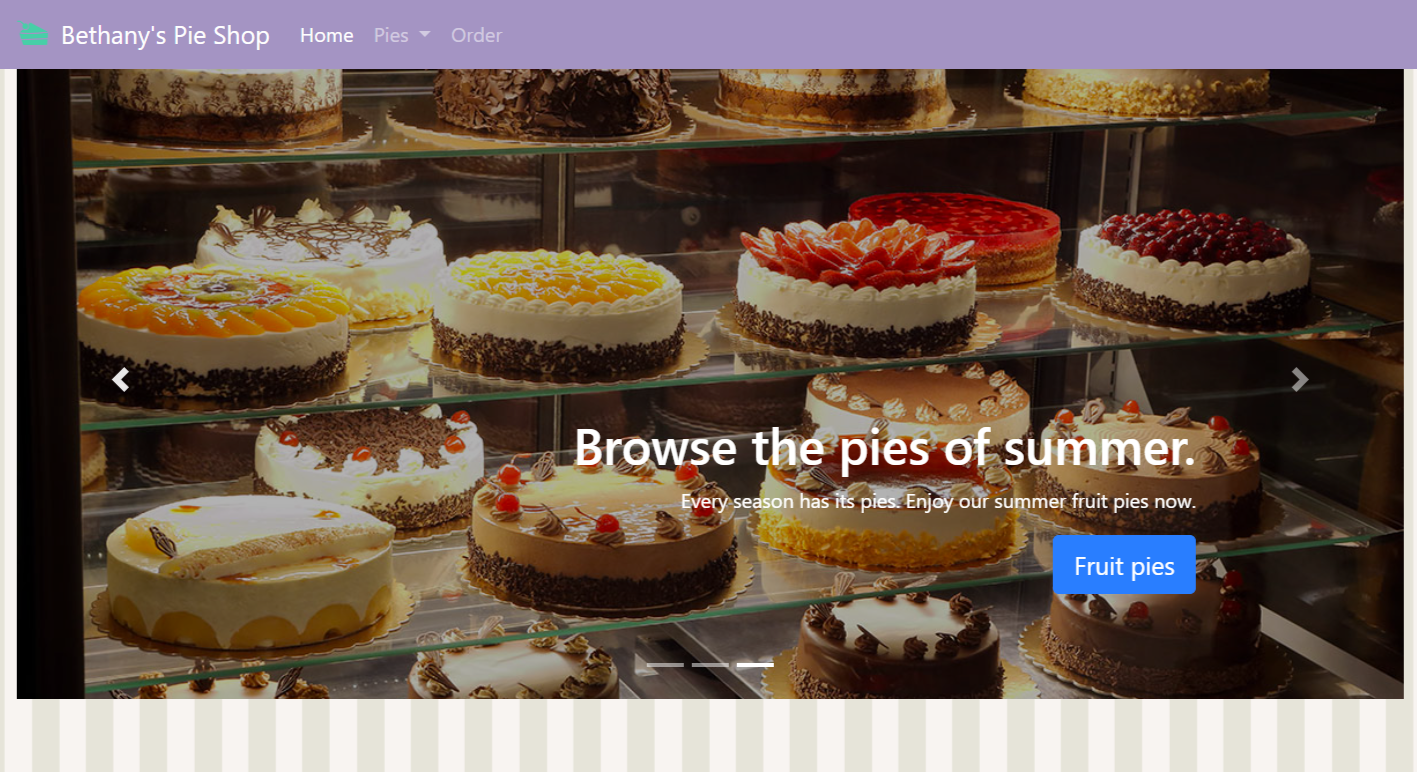 Bethany's Pie Shop Home Pies Order
Browse the pies of summer.
Every season has its pies. Enjoy our summer fruit pies now.
Fruit pies